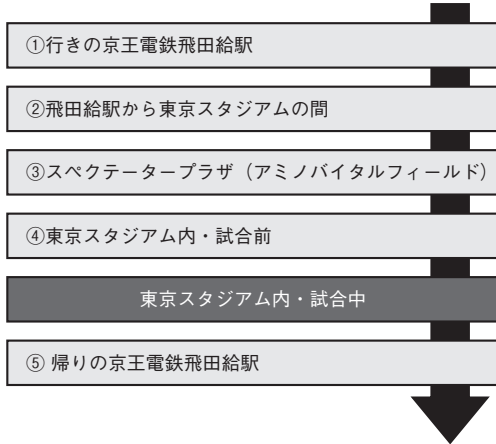 ①行きの京王電鉄飛田給駅
②飛田給駅から東京スタジアムの間
③スペクテータープラザ（アミノバイタルフィールド）
④東京スタジアム内・試合前
東京スタジアム内・試合中
⑤ 帰りの京王電鉄飛田給駅